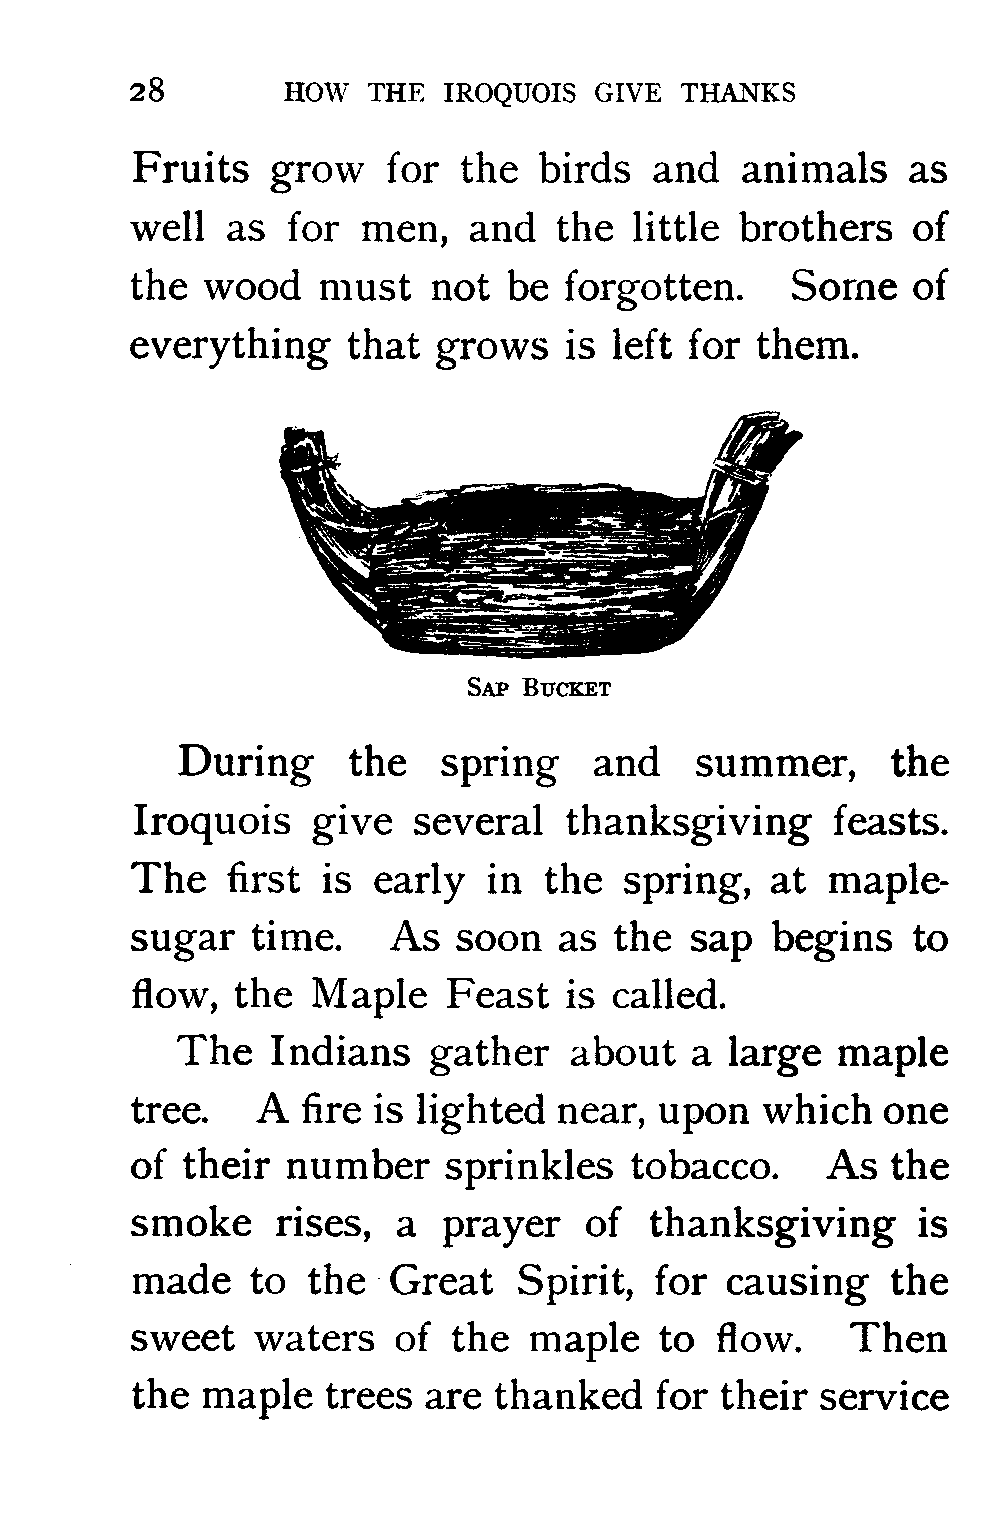 28 HOW THE IROQUOIS GIVE THANKS
Fruits grow for the birds and animals as
well as for men, and the little brothers of
the wood must not be forgotten. Some of
everything that grows is left for them.
SAP BUCKET
During the spring and summer, the
Iroquois give several thanksgiving feasts.
The first is early in the spring, at maple-
sugar time. As soon as the sap begins to
flow, the Maple Feast is called.
The Indians gather about a large maple
tree. A fire is lighted near, upon which one
of their number sprinkles tobacco. As the
smoke rises, a prayer of thanksgiving is
made to the Great Spirit, for causing the
sweet waters of the maple to flow. Then
the maple trees are thanked for their service